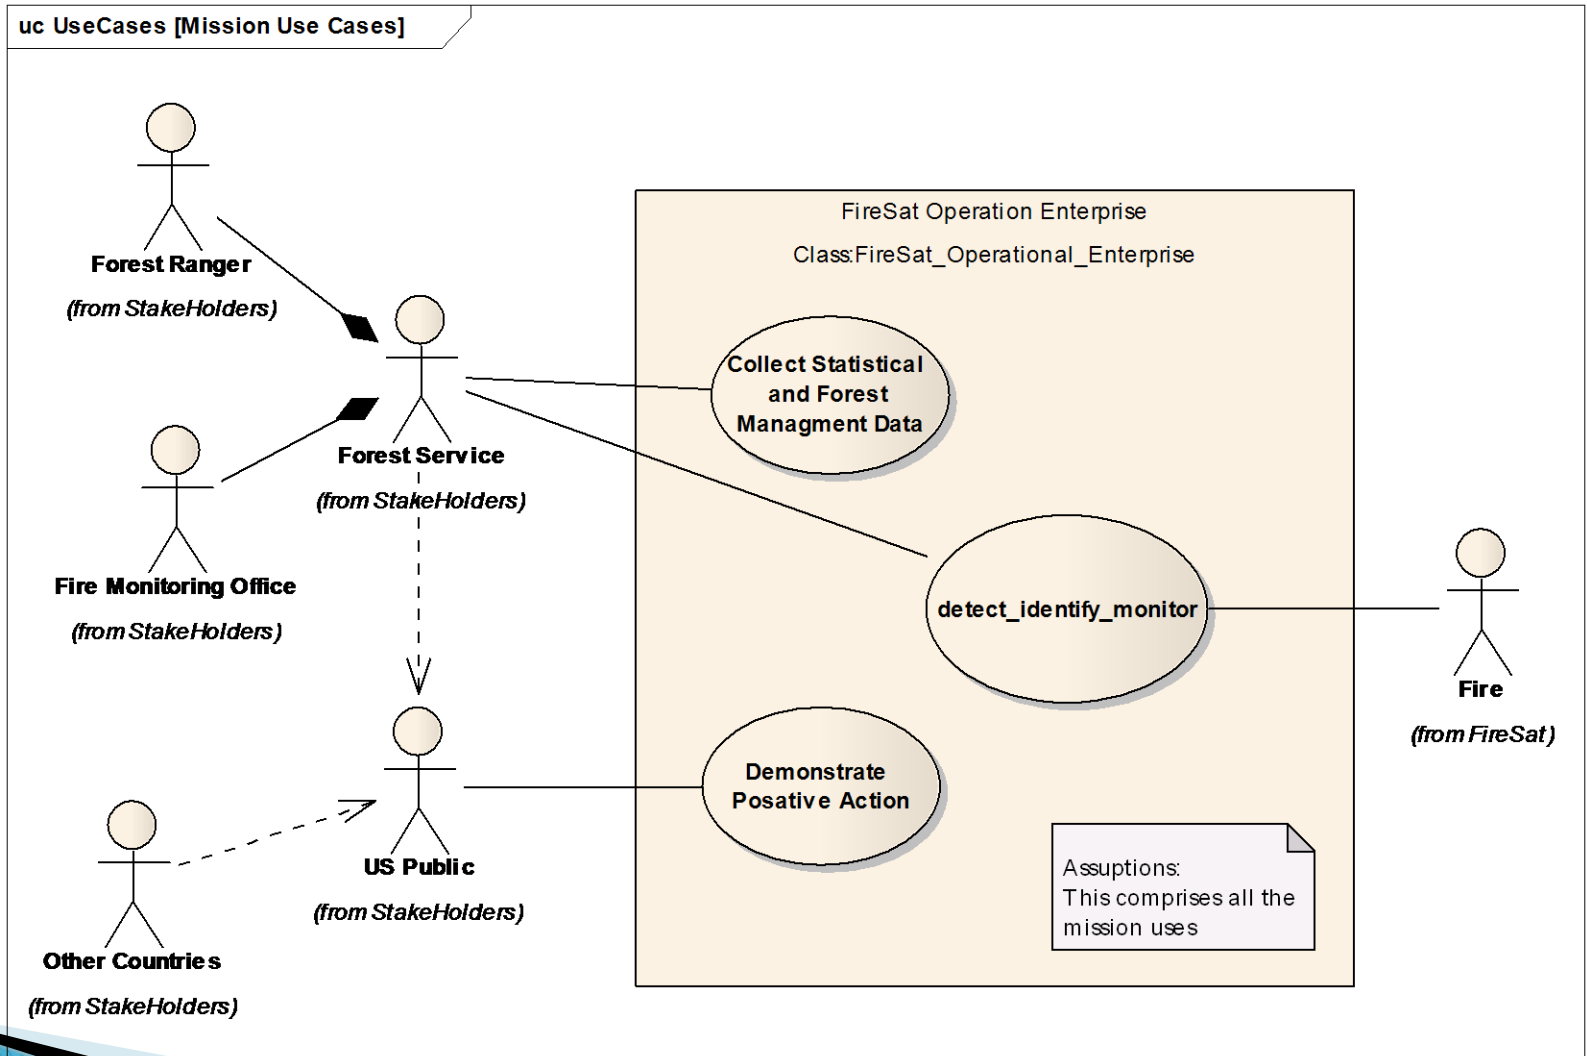 uc UseCases [Mission Use Cases]
Forest Ranger
(from StakeHolders)
FireSat Operation Enterprise
Class:FireSat_Operational_Enterprise
Collect Statistical
and Forest
Managment Data
Forest Service
(from StakeHolders)
Fire Monitoring Office
(from StakeHolders)
detect_identify_monitor
Fire
(from FireSat)
Demonstrate
Posative Action
US Public
(from StakeHolders)
Assuptions:
This comprises all the
mission uses
Other Countries
(from StakeHolders)